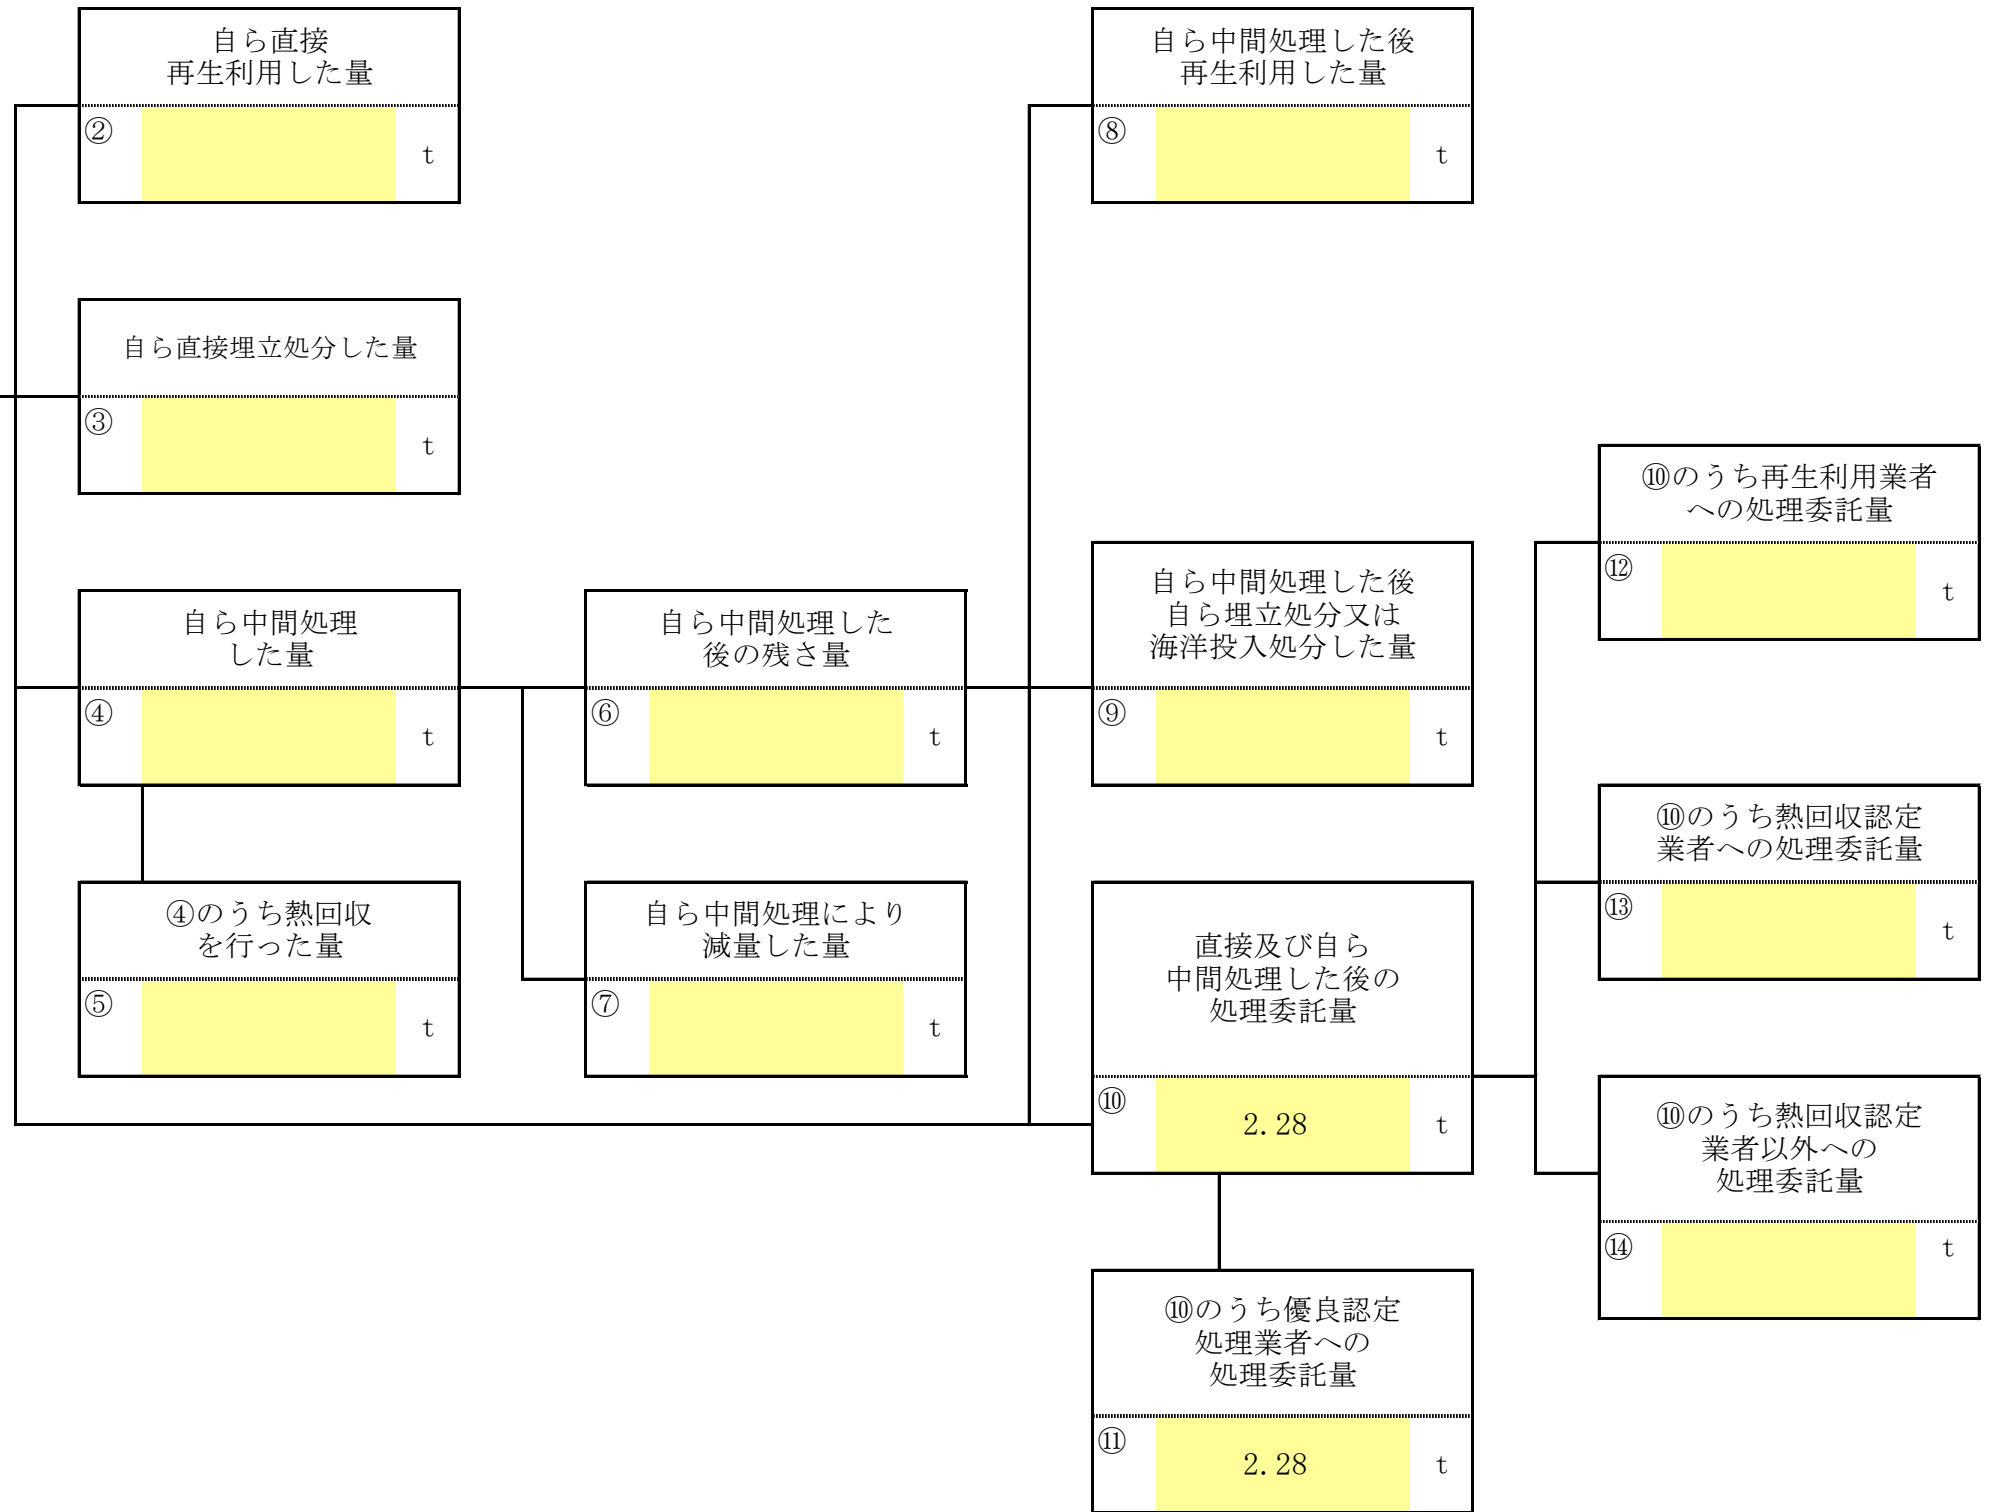 自ら直接
再生利用した量
②
t
自ら中間処理した後
再生利用した量
⑧
t
自ら直接埋立処分した量
③
t
⑩のうち再生利用業者
への処理委託量
⑫
t
自ら中間処理
した量
④
t
自ら中間処理した
後の残さ量
⑥
t
自ら中間処理した後
自ら埋立処分又は
海洋投入処分した量
⑨
t
⑩のうち熱回収認定
業者への処理委託量
⑬
t
④のうち熱回収
を行った量
⑤
t
自ら中間処理により
減量した量
⑦
t
直接及び自ら
中間処理した後の
処理委託量
⑩
2.28 t
⑩のうち熱回収認定
業者以外への
処理委託量
⑭
t
⑩のうち優良認定
処理業者への
処理委託量
⑪
2.28 t